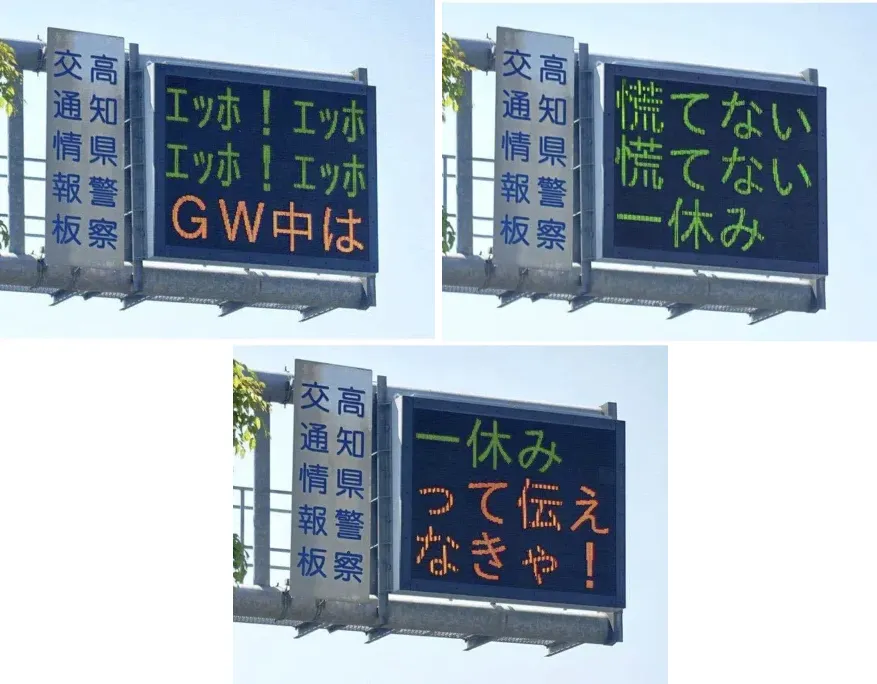 高知県警察
交通情報板
エッホ！エッホ
エッホ！エッホ
GW中は
高知県警察
交通情報板
慌てない
慌てない
一休み
高知県警察
交通情報板
一休み
って伝え
なきゃ！